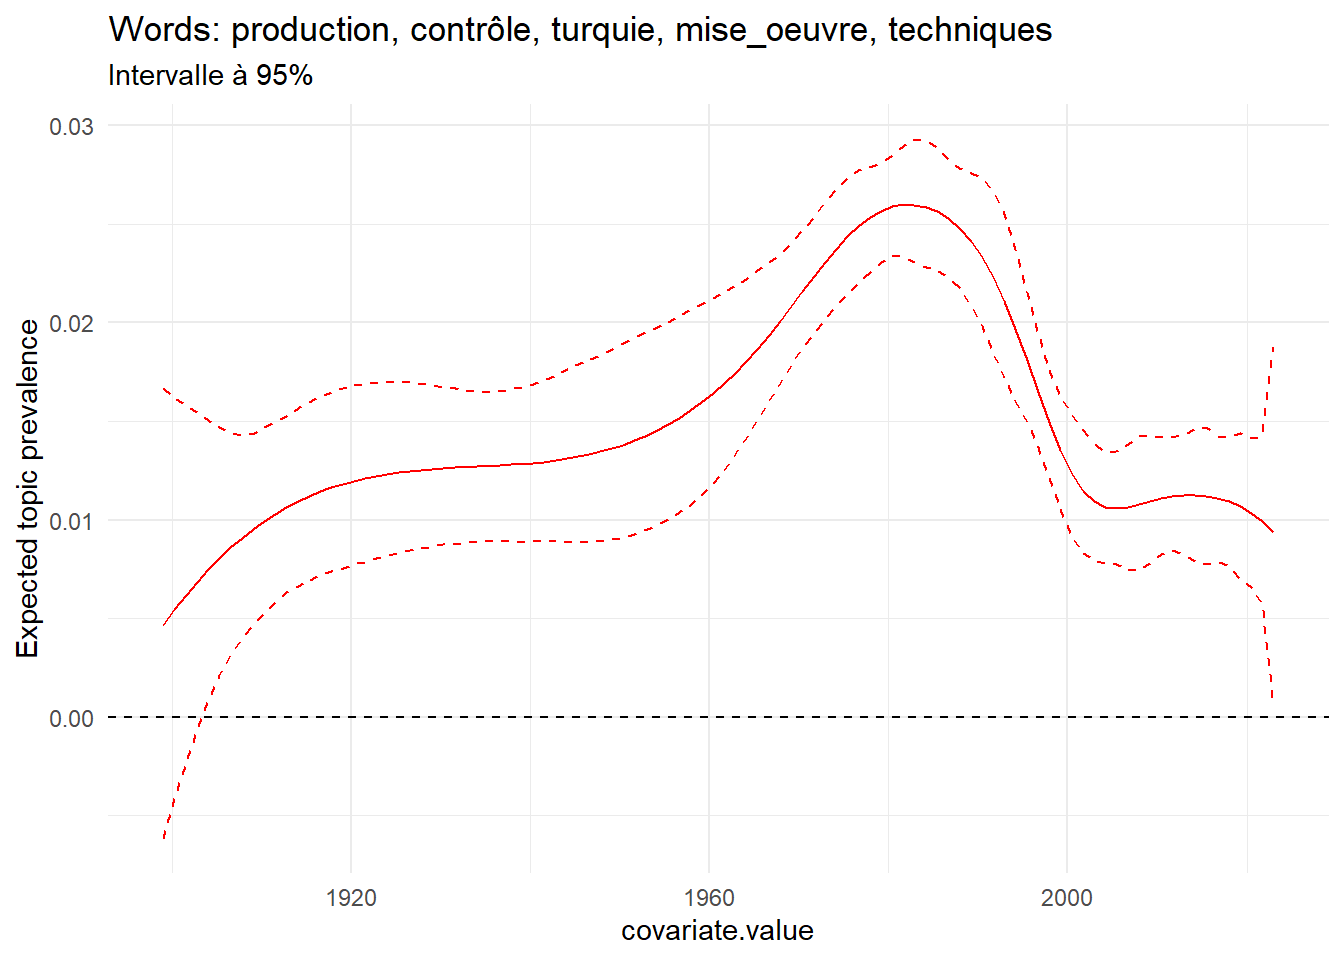 Words: production, contrôle, turquie, mise_oeuvre, techniques
Intervalle à 95%
0.03
0.02
0.01
0.00
Expected topic prevalence
1920
1960
2000
covariate.value